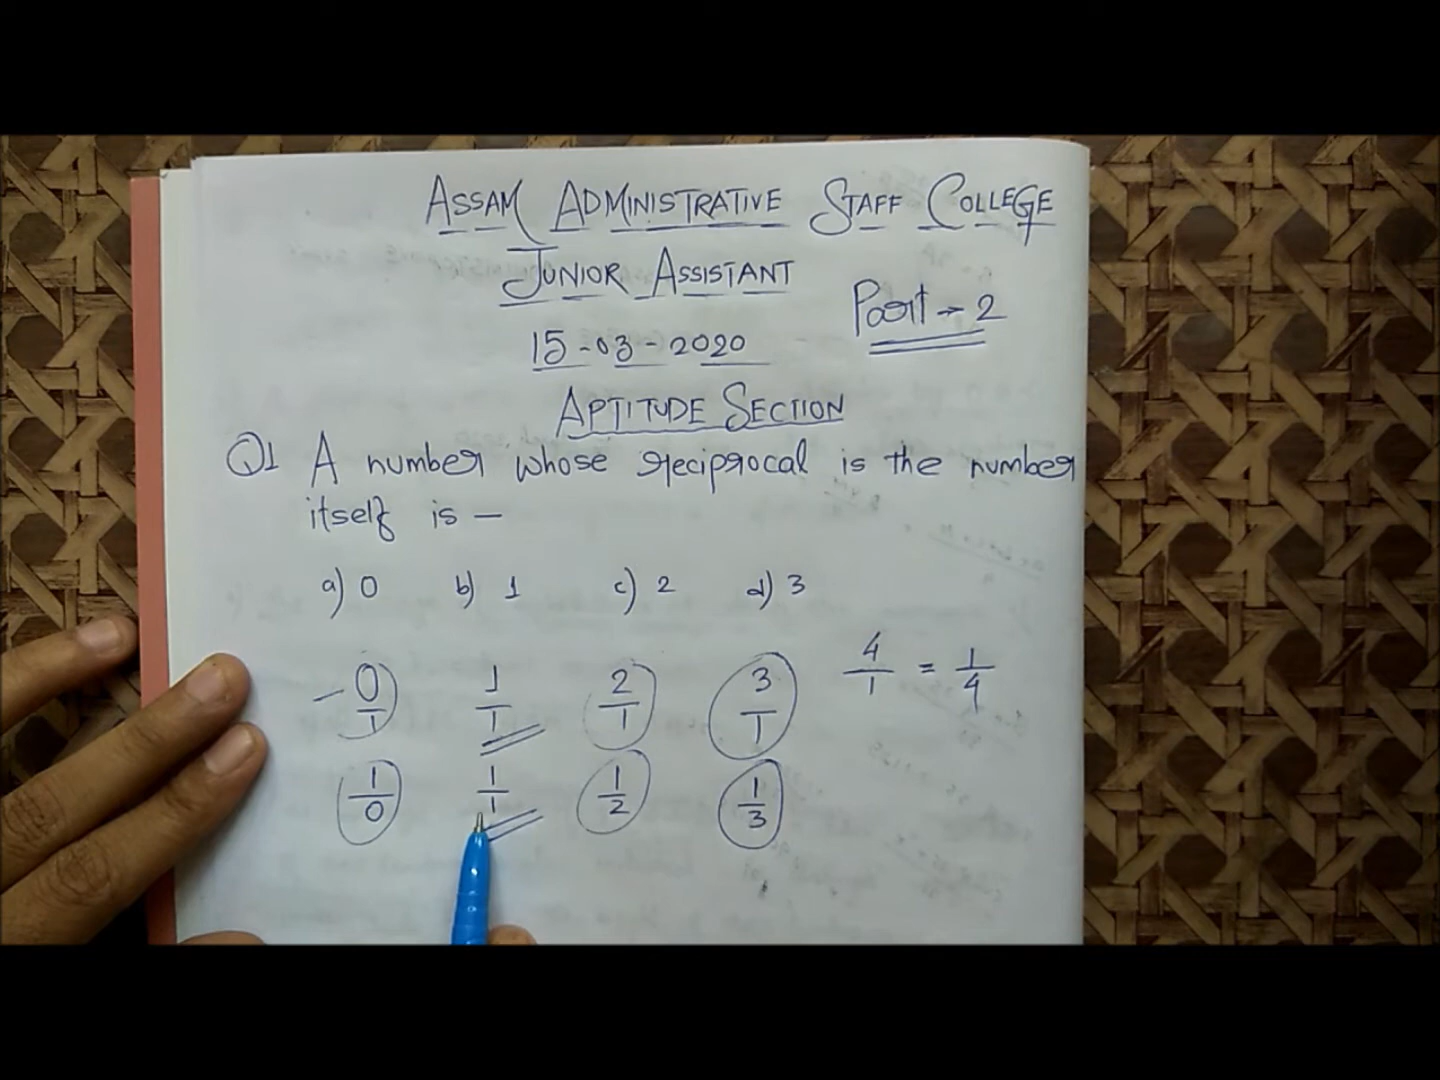 ASSAM ADMINISTRATIVE STAFF COLLEGE
JUNIOR ASSISTANT
Part → 2
15-03-2020
APTITUDE SECTION
Q1 A number whose reciprocal is the number
itself is —
a) 0 b) 1 c) 2 d) 3
4/1 = 1/4
0/1 1/1 2/1 3/1
1/0 1/1 1/2 1/3